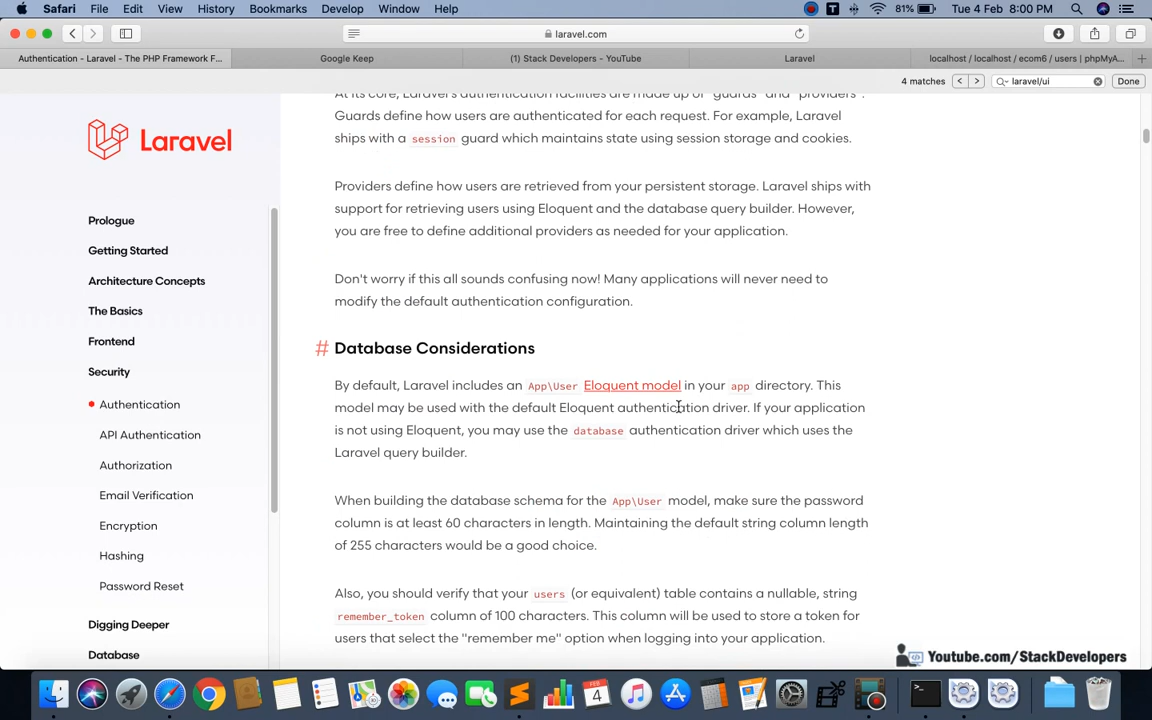 Safari File Edit View History Bookmarks Develop Window Help T 81% Tue 4 Feb 8:00 PM
laravel.com
Authentication - Laravel - The PHP Framework F... Google Keep (1) Stack Developers - YouTube Laravel localhost / localhost / ecom6 / users | phpMyA...
4 matches < > laravel/ui Done
At its core, Laravel's authentication facilities are made up of "guards" and "providers".
Guards define how users are authenticated for each request. For example, Laravel
ships with a session guard which maintains state using session storage and cookies.
Providers define how users are retrieved from your persistent storage. Laravel ships with
support for retrieving users using Eloquent and the database query builder. However,
you are free to define additional providers as needed for your application.
Don't worry if this all sounds confusing now! Many applications will never need to
modify the default authentication configuration.
# Database Considerations
By default, Laravel includes an App\User Eloquent model in your app directory. This
model may be used with the default Eloquent authentication driver. If your application
is not using Eloquent, you may use the database authentication driver which uses the
Laravel query builder.
When building the database schema for the App\User model, make sure the password
column is at least 60 characters in length. Maintaining the default string column length
of 255 characters would be a good choice.
Also, you should verify that your users (or equivalent) table contains a nullable, string
remember_token column of 100 characters. This column will be used to store a token for
users that select the "remember me" option when logging into your application.
Laravel
Prologue
Getting Started
Architecture Concepts
The Basics
Frontend
Security
Authentication
API Authentication
Authorization
Email Verification
Encryption
Hashing
Password Reset
Digging Deeper
Database
Youtube.com/StackDevelopers